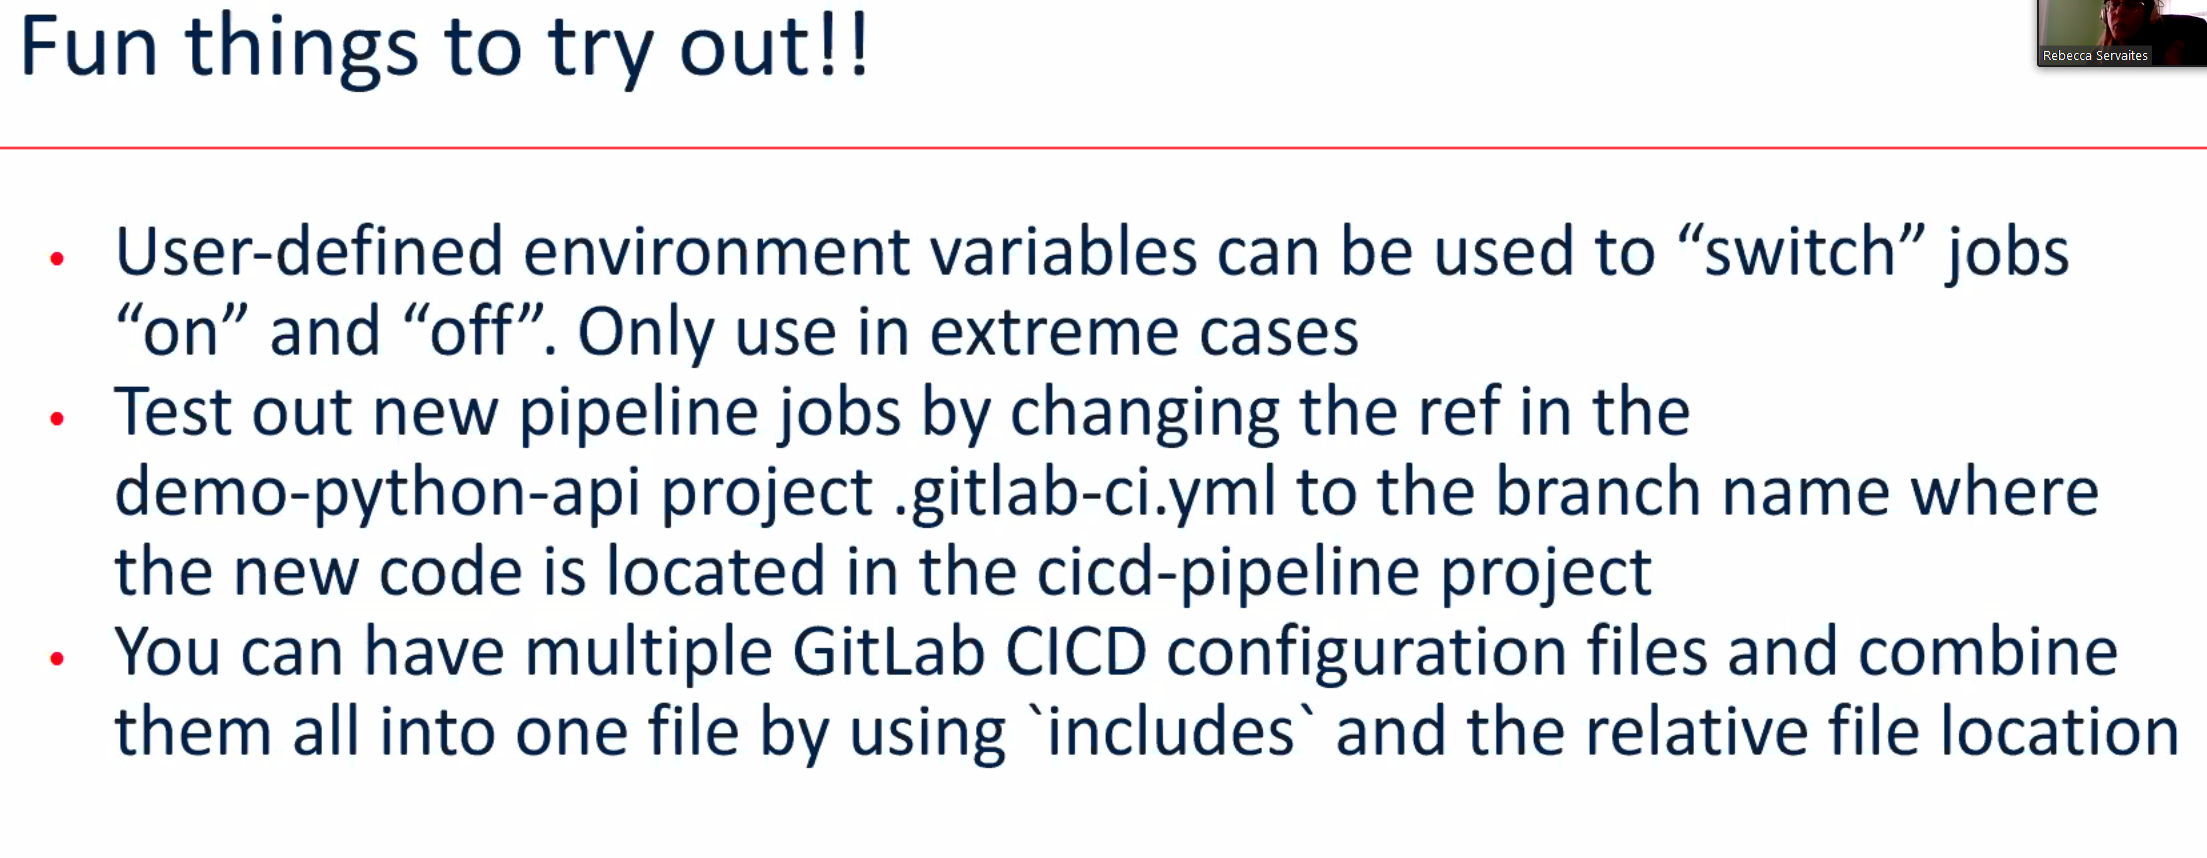 Fun things to try out!!
Rebecca Servaites
• User-defined environment variables can be used to “switch” jobs
“on” and “off”. Only use in extreme cases
• Test out new pipeline jobs by changing the ref in the
demo-python-api project .gitlab-ci.yml to the branch name where
the new code is located in the cicd-pipeline project
• You can have multiple GitLab CICD configuration files and combine
them all into one file by using `includes` and the relative file location